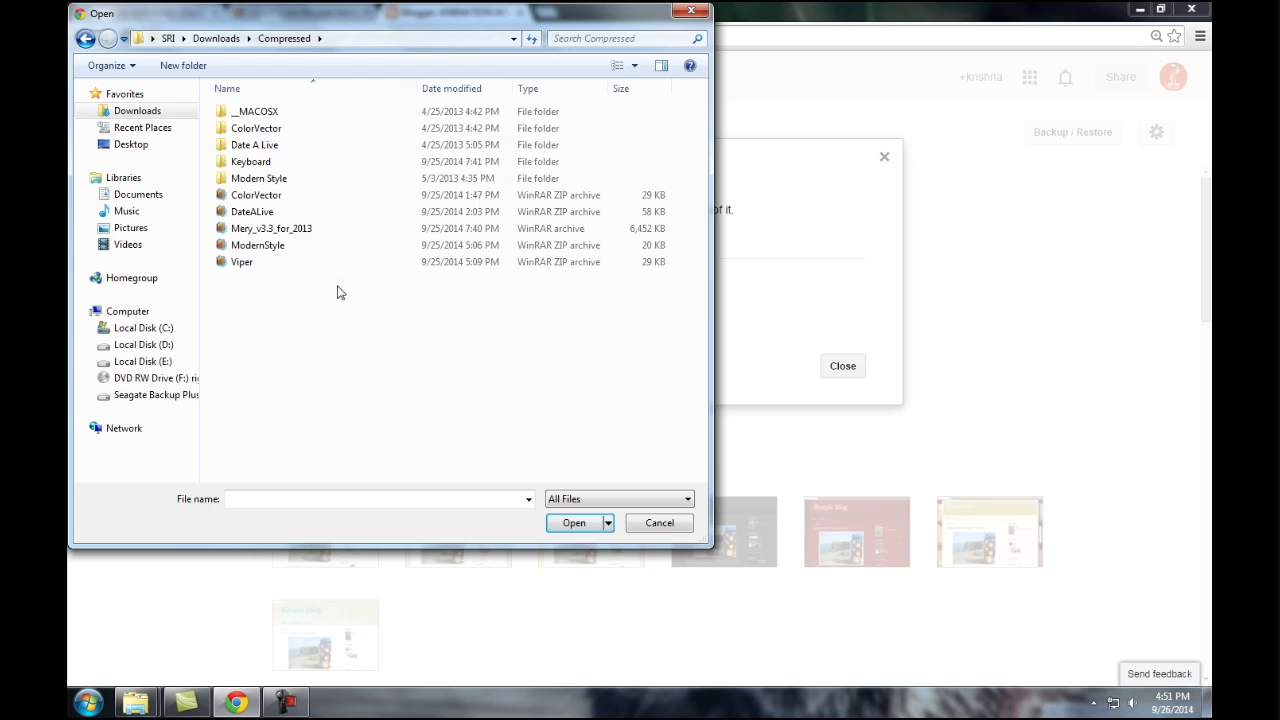 Open
SRI Downloads Compressed
Search Compressed
Organize
New folder
Name Date modified Type Size
Favorites
Downloads
Recent Places
Desktop
Libraries
Documents
Music
Pictures
Videos
Homegroup
Computer
Local Disk (C:)
Local Disk (D:)
Local Disk (E:)
DVD RW Drive (F:) ri
Seagate Backup Plus
Network
__MACOSX 4/25/2013 4:42 PM File folder
ColorVector 4/25/2013 4:42 PM File folder
Date A Live 4/25/2013 5:05 PM File folder
Keyboard 9/25/2014 7:41 PM File folder
Modern Style 5/3/2013 4:35 PM File folder
ColorVector 9/25/2014 1:47 PM WinRAR ZIP archive 29 KB
DateALive 9/25/2014 2:03 PM WinRAR ZIP archive 58 KB
Mery_v3.3_for_2013 9/25/2014 7:40 PM WinRAR archive 6,452 KB
ModernStyle 9/25/2014 5:06 PM WinRAR ZIP archive 20 KB
Viper 9/25/2014 5:09 PM WinRAR ZIP archive 29 KB
File name:
All Files
Open
Cancel
+krishna
Share
Backup / Restore
of it.
Close
Send feedback
4:51 PM
9/26/2014